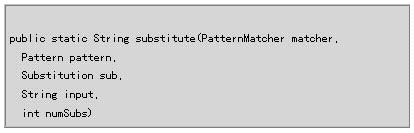 public static String substitute(PatternMatcher matcher,
Pattern pattern,
Substitution sub,
String input,
int numSubs)